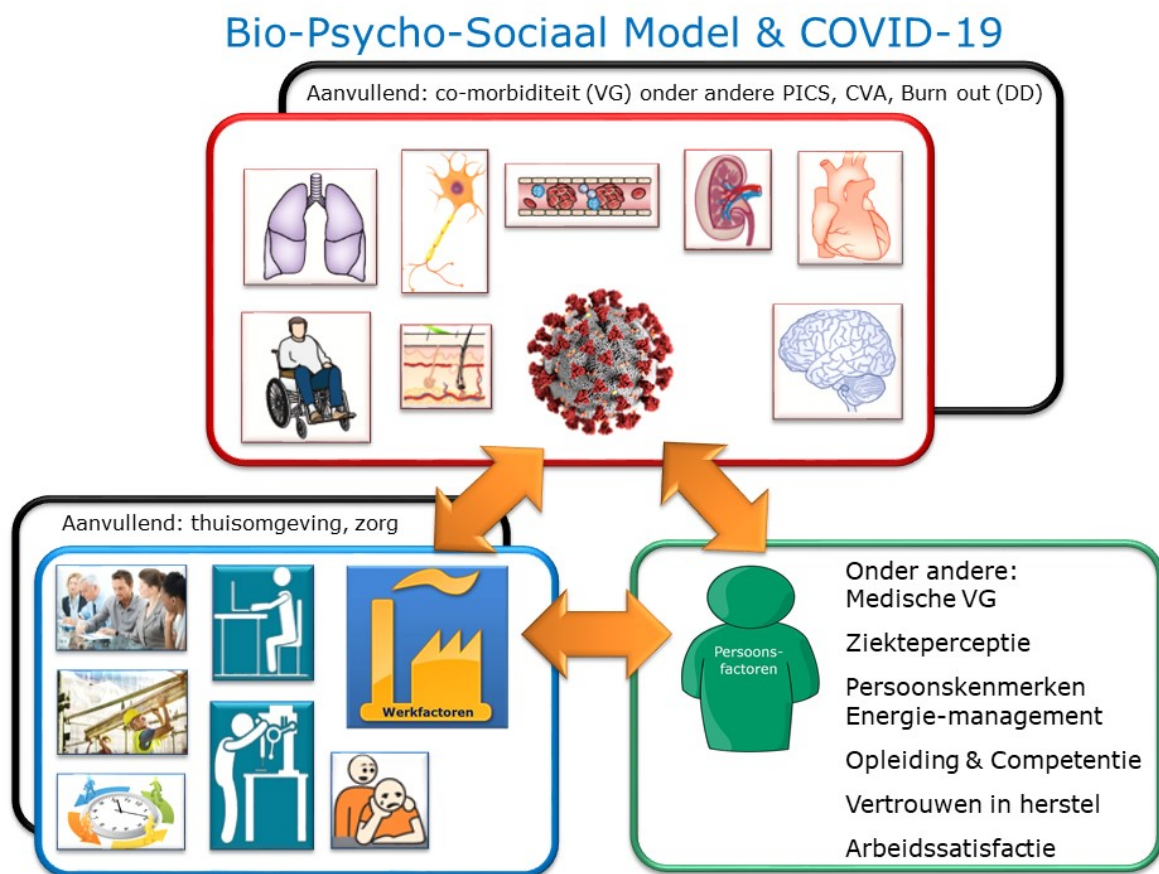 Bio-Psycho-Sociaal Model & COVID-19
Aanvullend: co-morbiditeit (VG) onder andere PICS, CVA, Burn out (DD)
Aanvullend: thuisomgeving, zorg
Werkfactoren
Persoons-
factoren
Onder andere:
Medische VG
Ziekteperceptie
Persoonskenmerken
Energie-management
Opleiding & Competentie
Vertrouwen in herstel
Arbeidssatisfactie